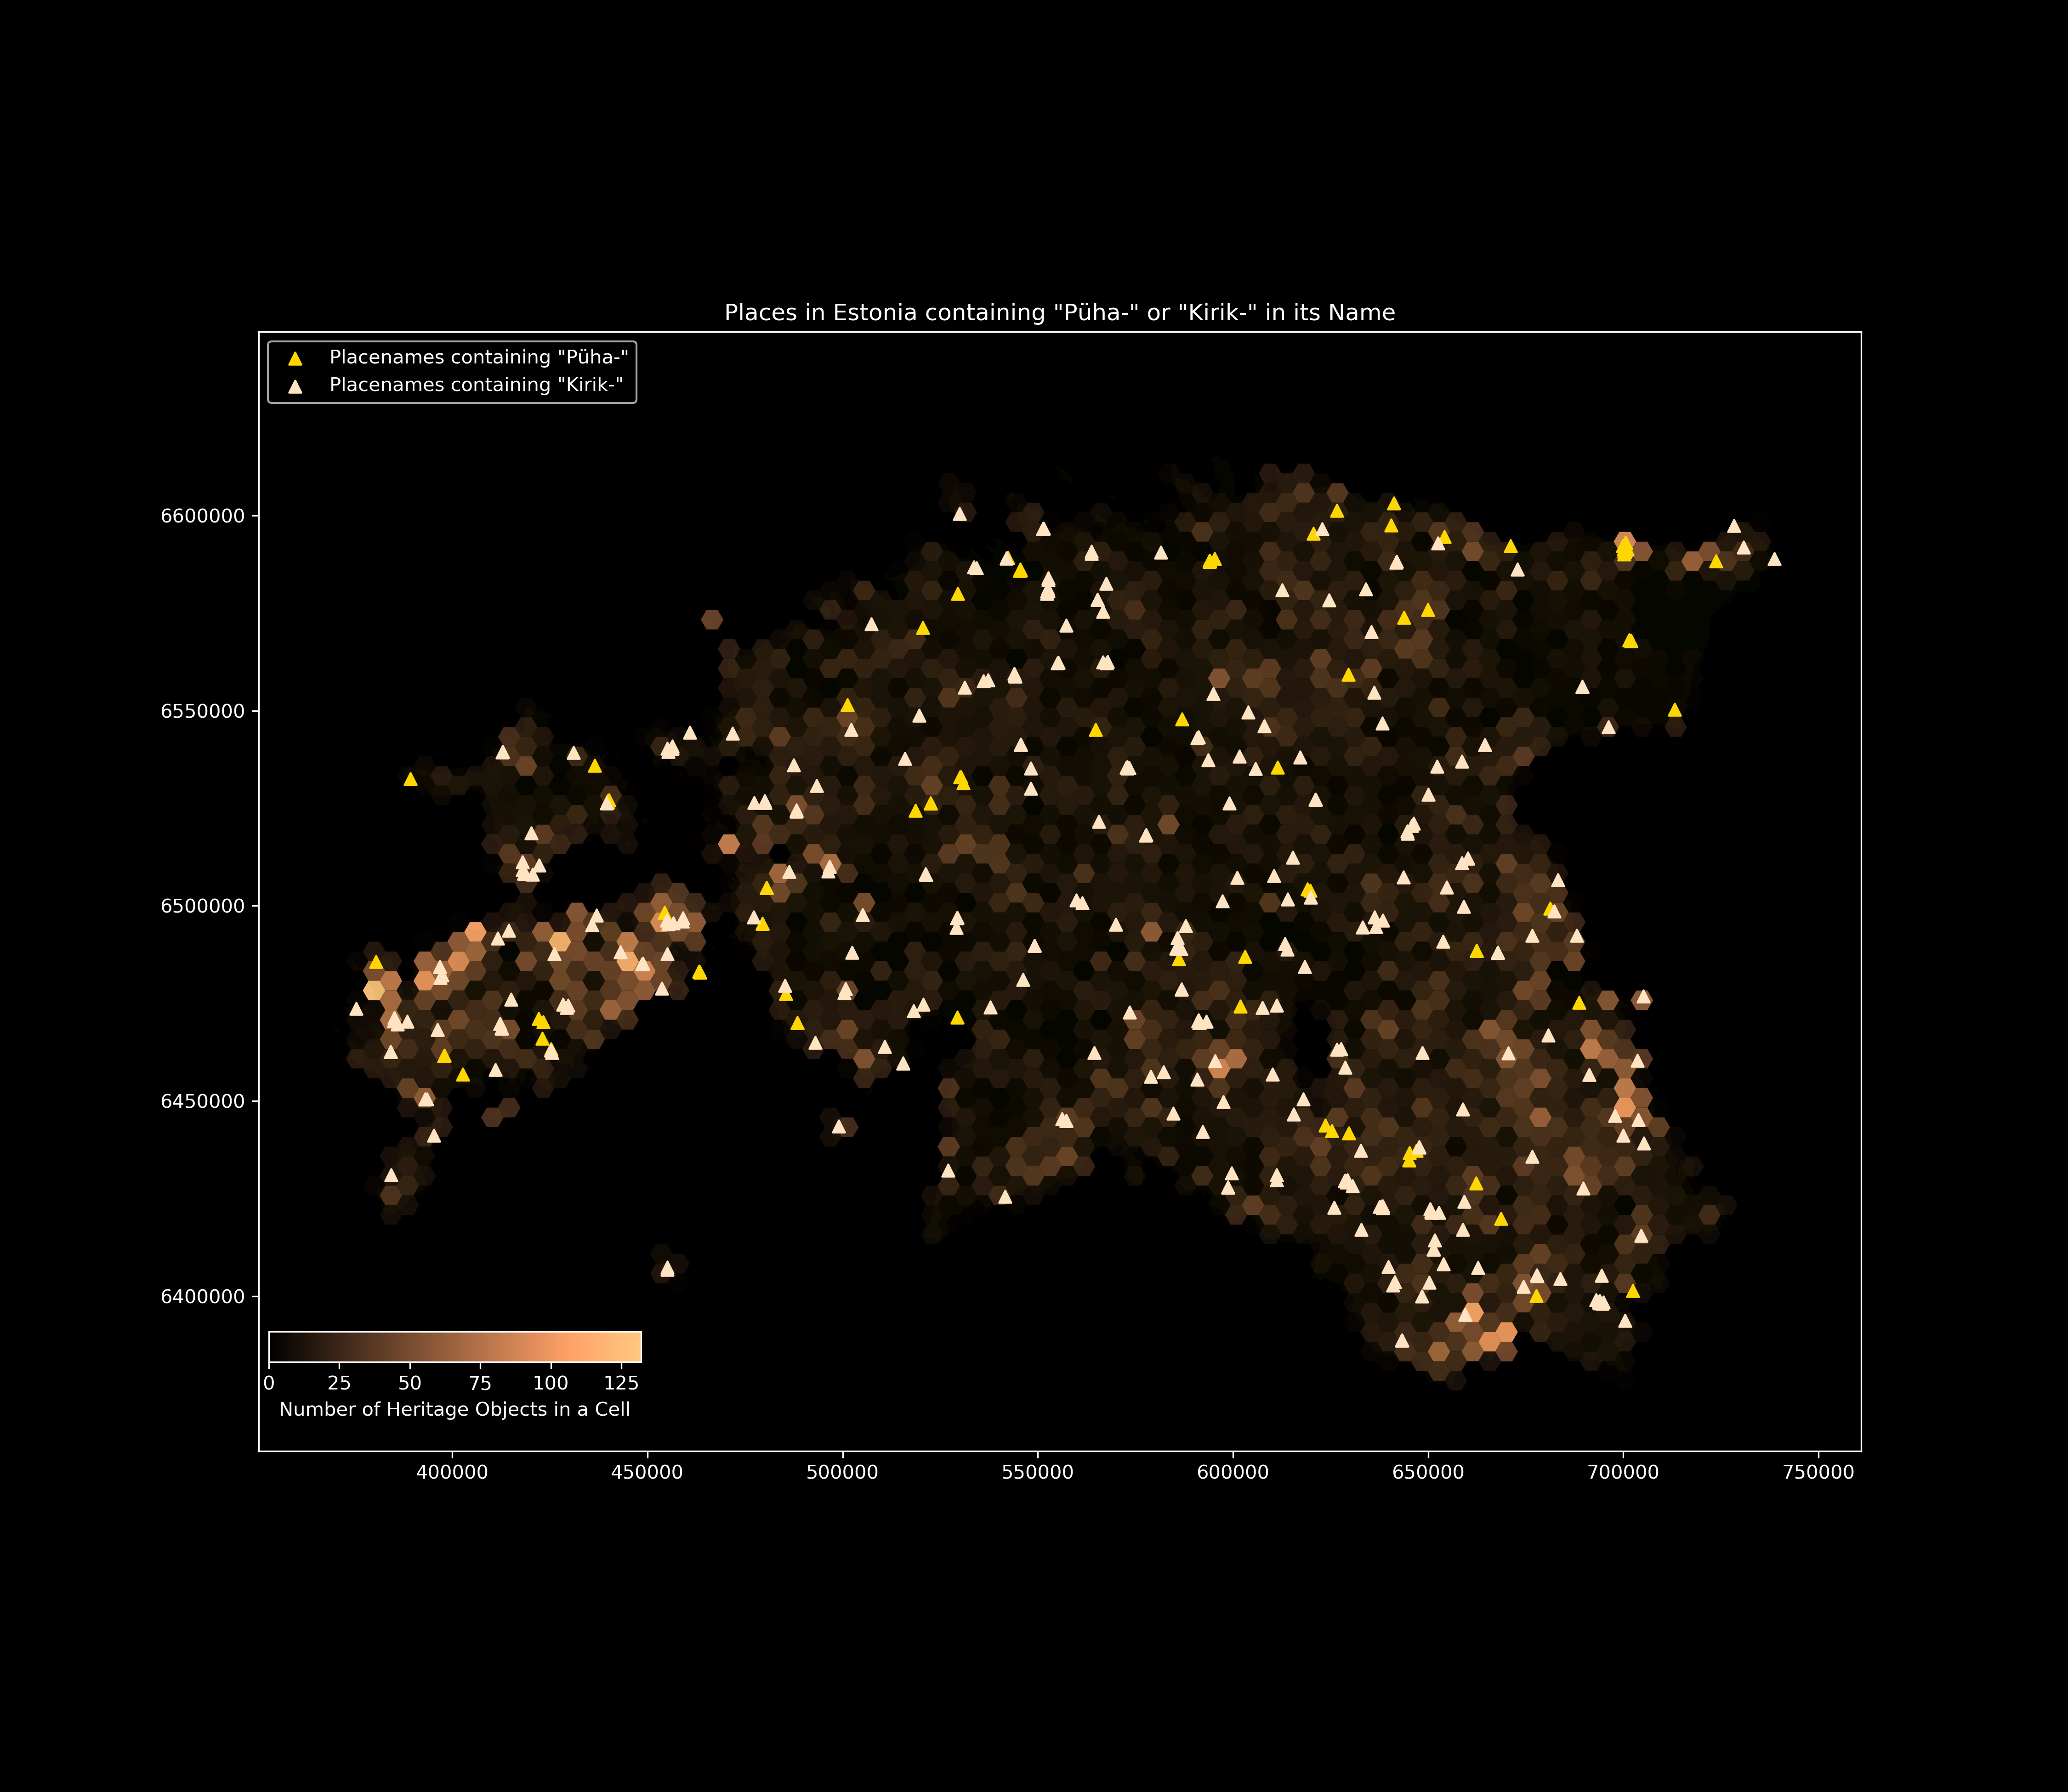 Places in Estonia containing "Püha-" or "Kirik-" in its Name
Placenames containing "Püha-"
Placenames containing "Kirik-"
6600000
6550000
6500000
6450000
6400000
0 25 50 75 100 125
Number of Heritage Objects in a Cell
400000 450000 500000 550000 600000 650000 700000 750000